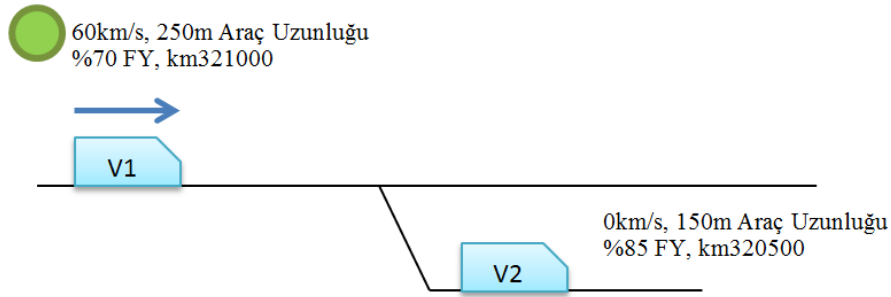 60km/s, 250m Araç Uzunluğu
%70 FY, km321000
V1
0km/s, 150m Araç Uzunluğu
%85 FY, km320500
V2